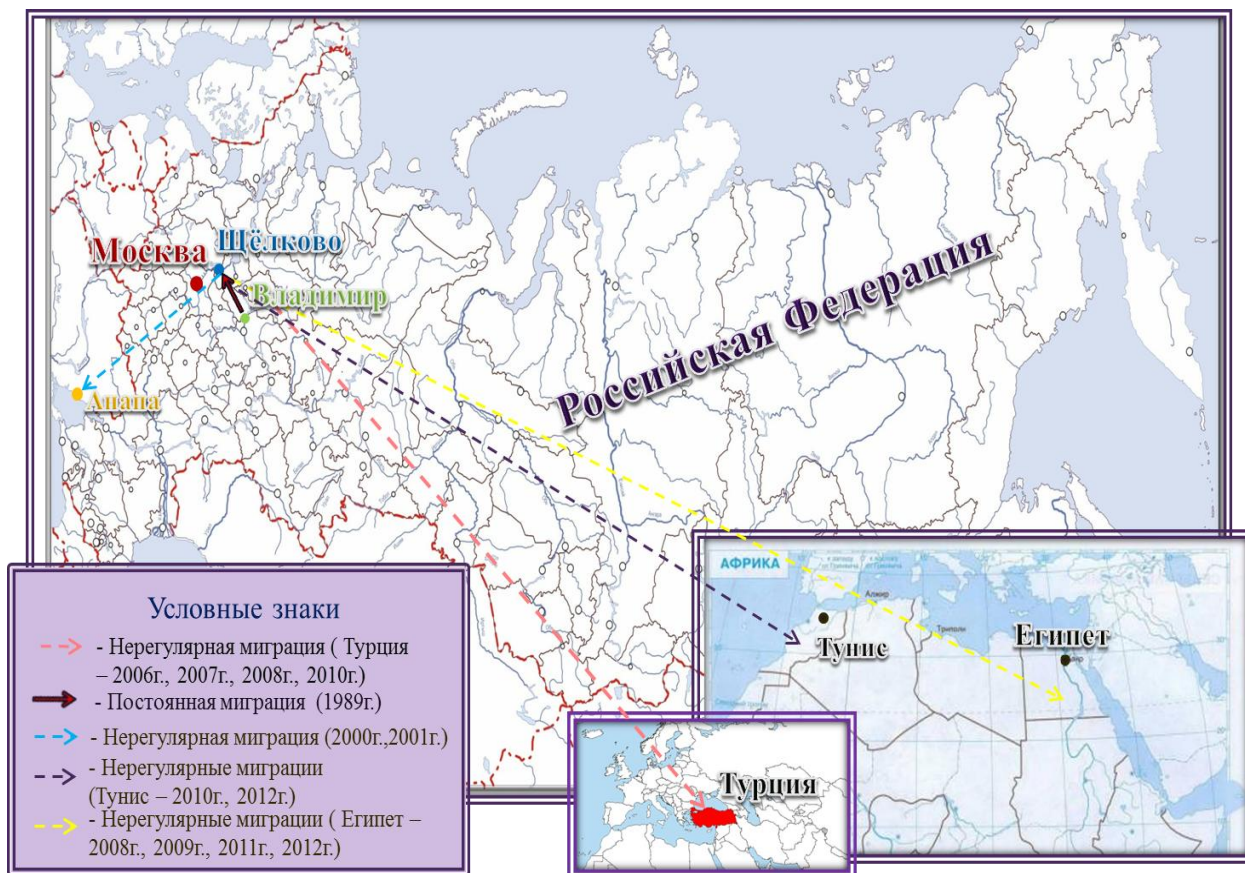 Щёлково
Москва
Владимир
Анапа
Российская Федерация
АФРИКА
Алжир
Тунис
Триполи
Египет
Турция
Условные знаки
- Нерегулярная миграция ( Турция
– 2006г., 2007г., 2008г., 2010г.)
- Постоянная миграция (1989г.)
- Нерегулярная миграция (2000г.,2001г.)
- Нерегулярные миграции
(Тунис – 2010г., 2012г.)
- Нерегулярные миграции ( Египет –
2008г., 2009г., 2011г., 2012г.)